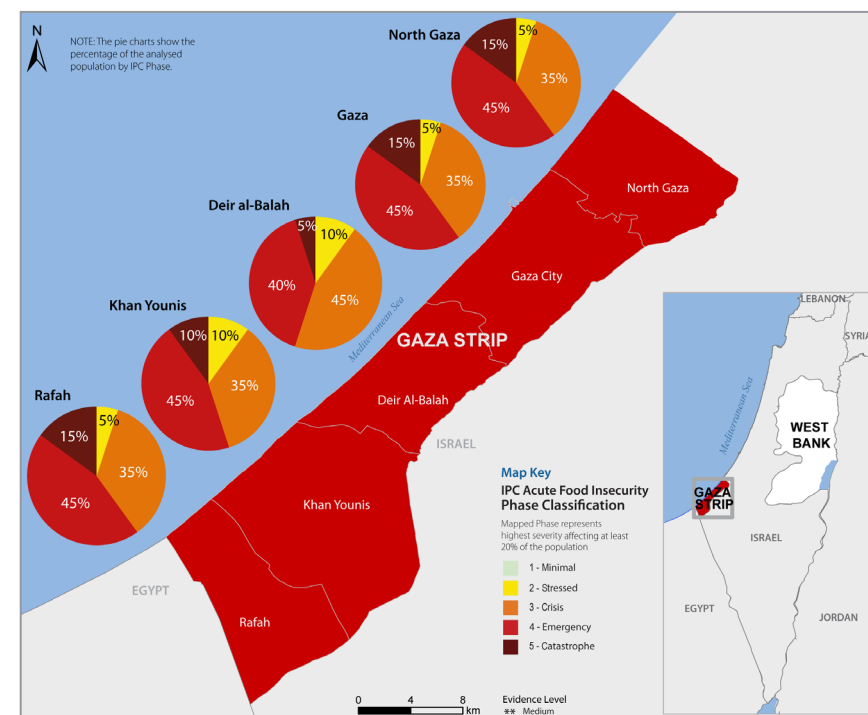 N
NOTE: The pie charts show the
percentage of the analysed
population by IPC Phase.
North Gaza
5%
15%
35%
45%
Gaza
5%
15%
35%
45%
Deir al-Balah
5%
10%
40%
45%
Khan Younis
10%
10%
35%
45%
Rafah
5%
15%
35%
45%
Mediterranean Sea
North Gaza
Gaza City
GAZA STRIP
Deir Al-Balah
Khan Younis
Rafah
ISRAEL
EGYPT
Map Key
IPC Acute Food Insecurity
Phase Classification
Mapped Phase represents
highest severity affecting at least
20% of the population
1 - Minimal
2 - Stressed
3 - Crisis
4 - Emergency
5 - Catastrophe
0 4 8
km
Evidence Level
** Medium
LEBANON
SYRIA
Mediterranean Sea
WEST
BANK
GAZA
STRIP
ISRAEL
EGYPT
JORDAN